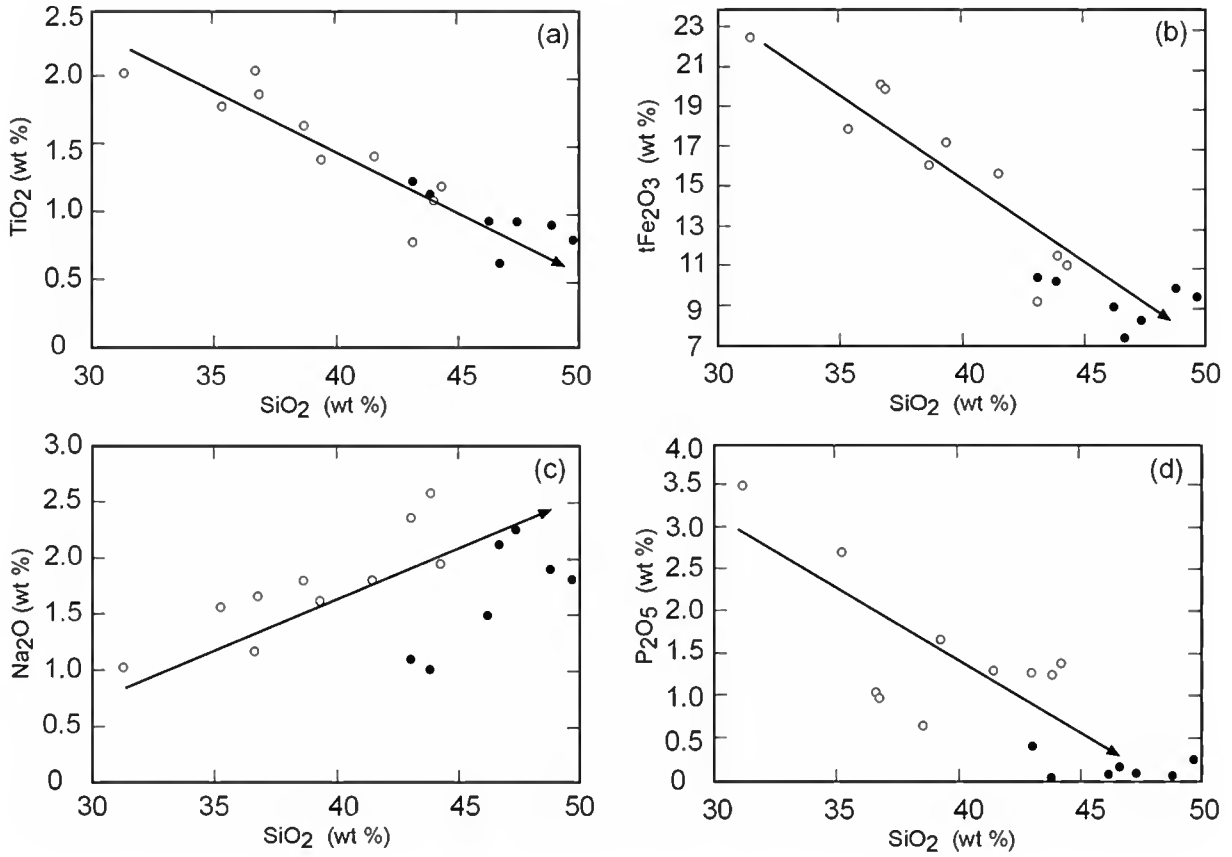 (a)
TiO2 (wt %)
2.5
2.0
1.5
1.0
0.5
0
30 35 40 45 50
SiO2 (wt %)
(b)
tFe2O3 (wt %)
23
21
19
17
15
13
11
9
7
30 35 40 45 50
SiO2 (wt %)
(c)
Na2O (wt %)
3.0
2.5
2.0
1.5
1.0
0.5
0
30 35 40 45 50
SiO2 (wt %)
(d)
P2O5 (wt %)
4.0
3.5
3.0
2.5
2.0
1.5
1.0
0.5
0
30 35 40 45 50
SiO2 (wt %)